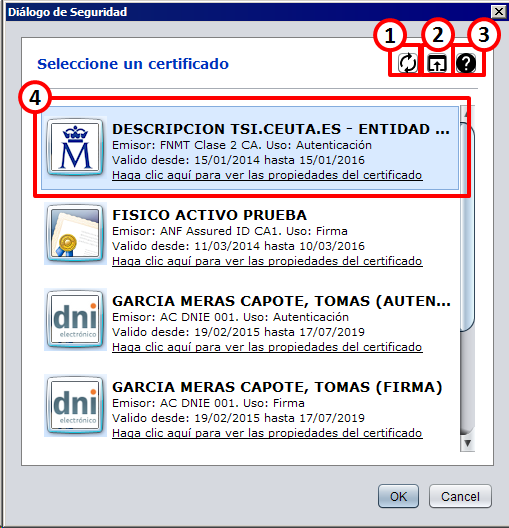 Diálogo de Seguridad
1 2 3
Seleccione un certificado
?
4
DESCRIPCION TSI.CEUTA.ES - ENTIDAD ...
Emisor: FNMT Clase 2 CA. Uso: Autenticación
Valido desde: 15/01/2014 hasta 15/01/2016
Haga clic aquí para ver las propiedades del certificado
M
FISICO ACTIVO PRUEBA
Emisor: ANF Assured ID CA1. Uso: Firma
Valido desde: 11/03/2014 hasta 10/03/2016
Haga clic aquí para ver las propiedades del certificado
dni
electrónico
GARCIA MERAS CAPOTE, TOMAS (AUTEN...
Emisor: AC DNIE 001. Uso: Autenticación
Valido desde: 19/02/2015 hasta 17/07/2019
Haga clic aquí para ver las propiedades del certificado
dni
electrónico
GARCIA MERAS CAPOTE, TOMAS (FIRMA)
Emisor: AC DNIE 001. Uso: Firma
Valido desde: 19/02/2015 hasta 17/07/2019
Haga clic aquí para ver las propiedades del certificado
OK Cancel